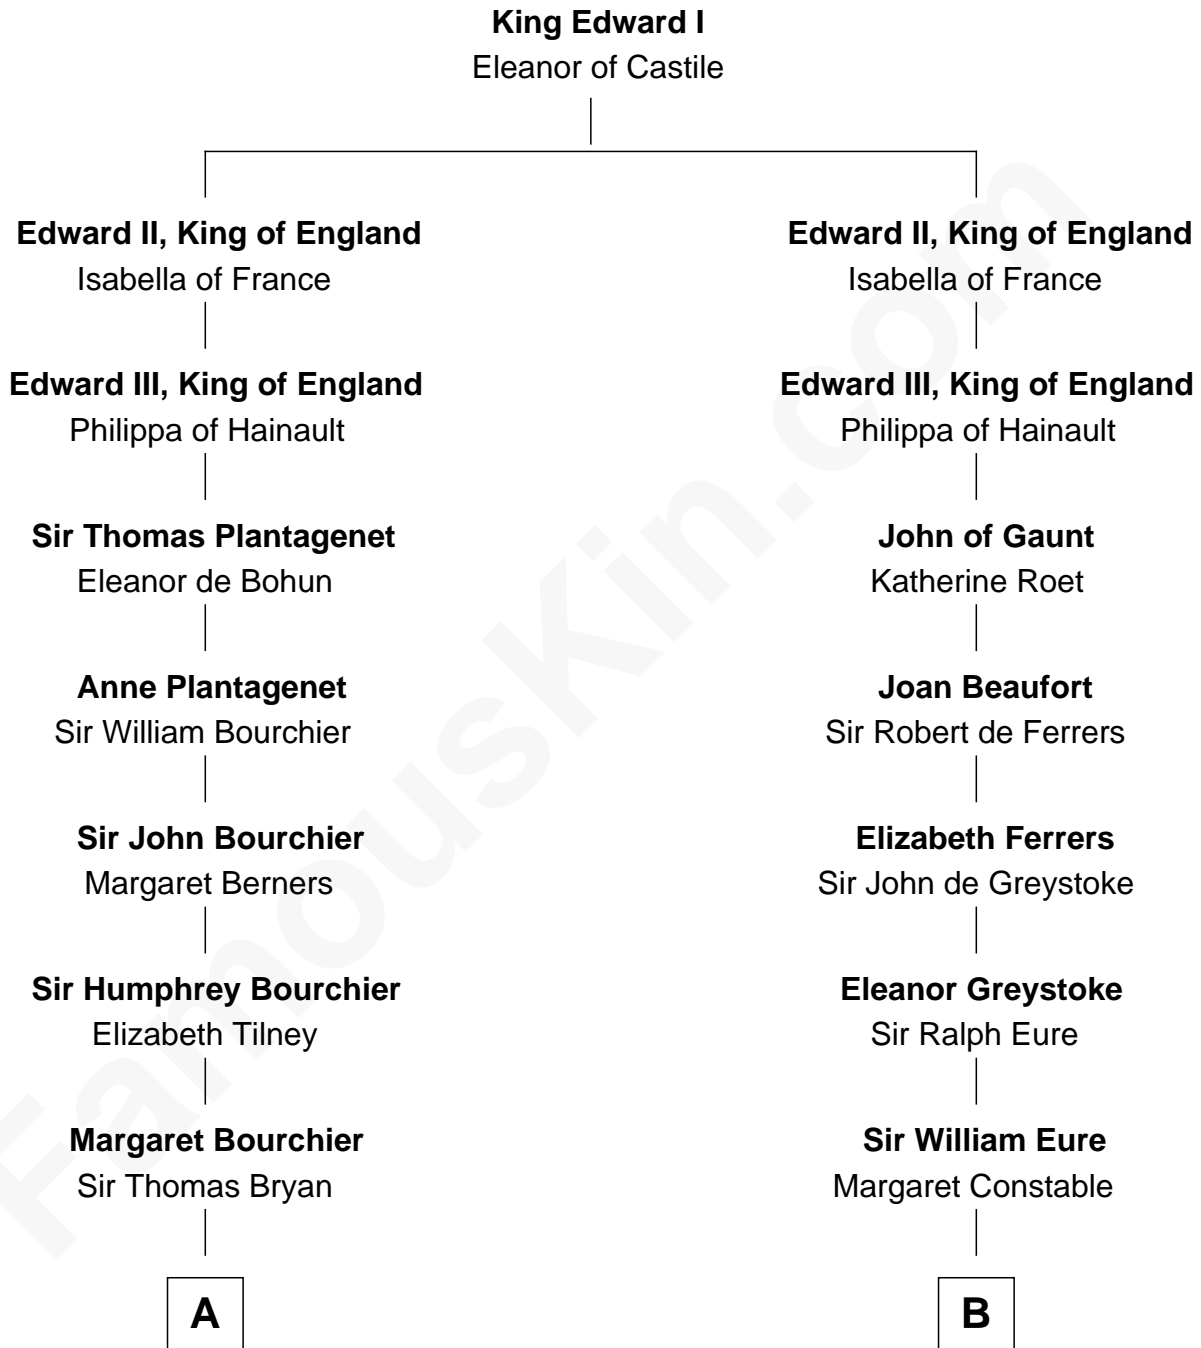 King Edward I
Eleanor of Castile
Edward II, King of England
Isabella of France
Edward III, King of England
Philippa of Hainault
Sir Thomas Plantagenet
Eleanor de Bohun
Anne Plantagenet
Sir William Bourchier
Sir John Bourchier
Margaret Berners
Sir Humphrey Bourchier
Elizabeth Tilney
Margaret Bourchier
Sir Thomas Bryan
A
Edward II, King of England
Isabella of France
Edward III, King of England
Philippa of Hainault
John of Gaunt
Katherine Roet
Joan Beaufort
Sir Robert de Ferrers
Elizabeth Ferrers
Sir John de Greystoke
Eleanor Greystoke
Sir Ralph Eure
Sir William Eure
Margaret Constable
B
FamousKin.com